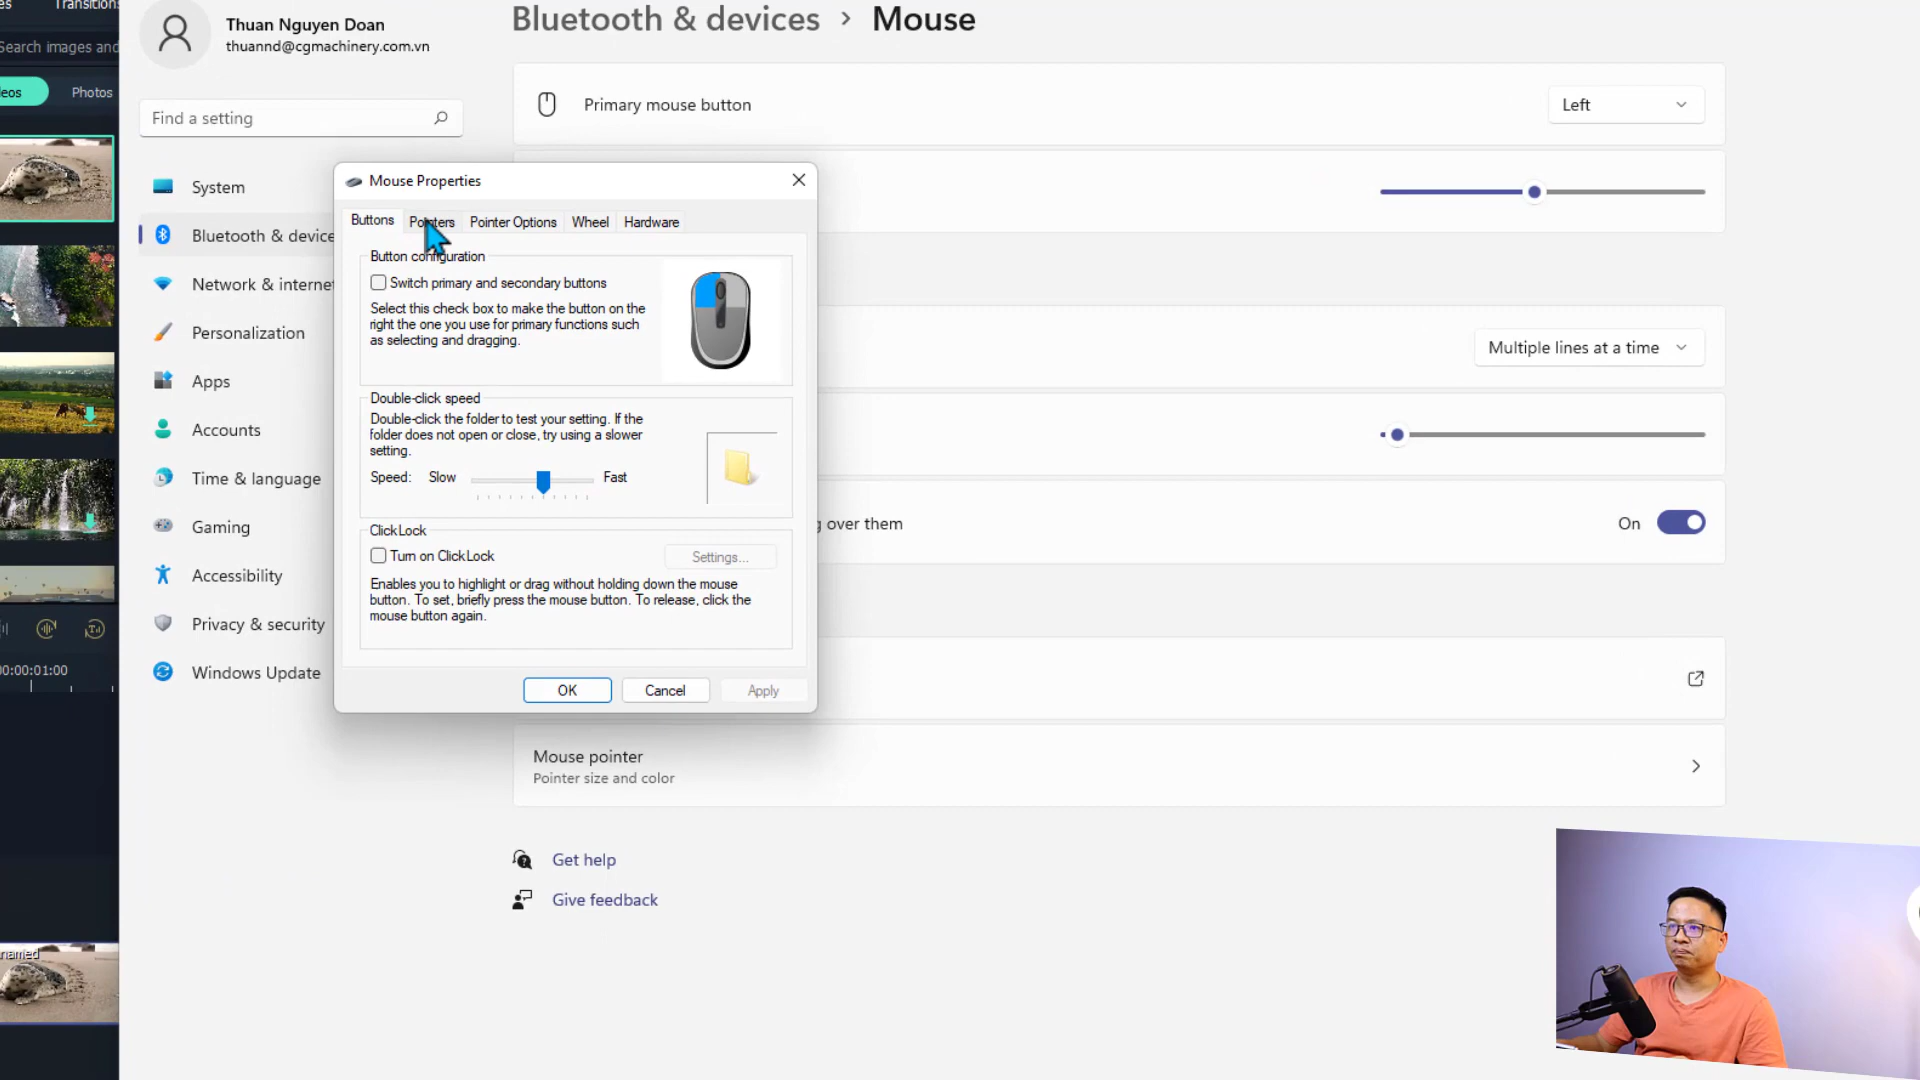 Transitions
Search images and
Photos
00:00:01:00
Thuan Nguyen Doan
thuannd@cgmachinery.com.vn
Find a setting
System
Bluetooth & device
Network & internet
Personalization
Apps
Accounts
Time & language
Gaming
Accessibility
Privacy & security
Windows Update
Bluetooth & devices > Mouse
Primary mouse button
Left
Mouse Properties
Buttons
Pointers
Pointer Options
Wheel
Hardware
Button configuration
Switch primary and secondary buttons
Select this check box to make the button on the
right the one you use for primary functions such
as selecting and dragging.
Double-click speed
Double-click the folder to test your setting. If the
folder does not open or close, try using a slower
setting.
Speed: Slow Fast
ClickLock
Turn on ClickLock
Settings...
Enables you to highlight or drag without holding down the mouse
button. To set, briefly press the mouse button. To release, click the
mouse button again.
OK
Cancel
Apply
Multiple lines at a time
g over them
On
Mouse pointer
Pointer size and color
Get help
Give feedback